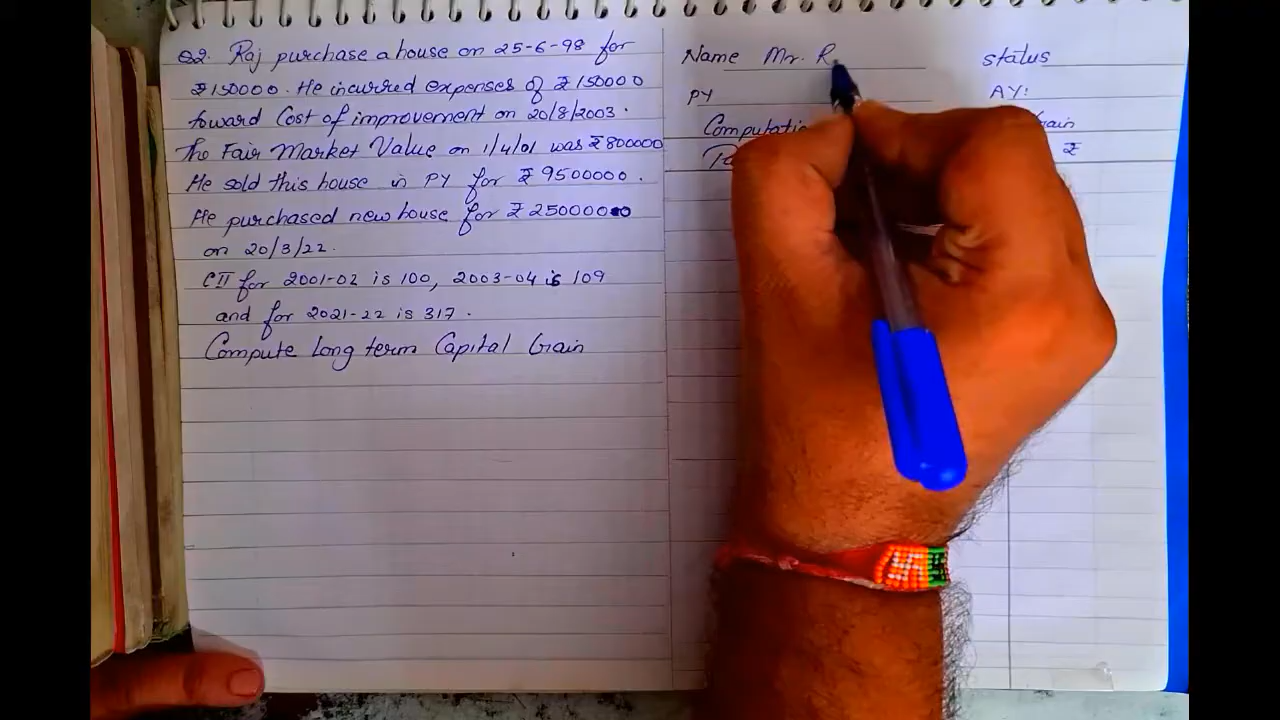 Q2. Raj purchase a house on 25-6-98 for
₹150000. He incurred expenses of ₹150000
toward Cost of improvement on 20/8/2003.
The Fair Market Value on 1/4/01 was ₹800000
He sold this house in PY for ₹ 9500000.
He purchased new house for ₹2500000
on 20/3/22.
CII for 2001-02 is 100, 2003-04 is 109
and for 2021-22 is 317.
Compute long term Capital Gain
Name Mr. R
status
PY
AY:
₹